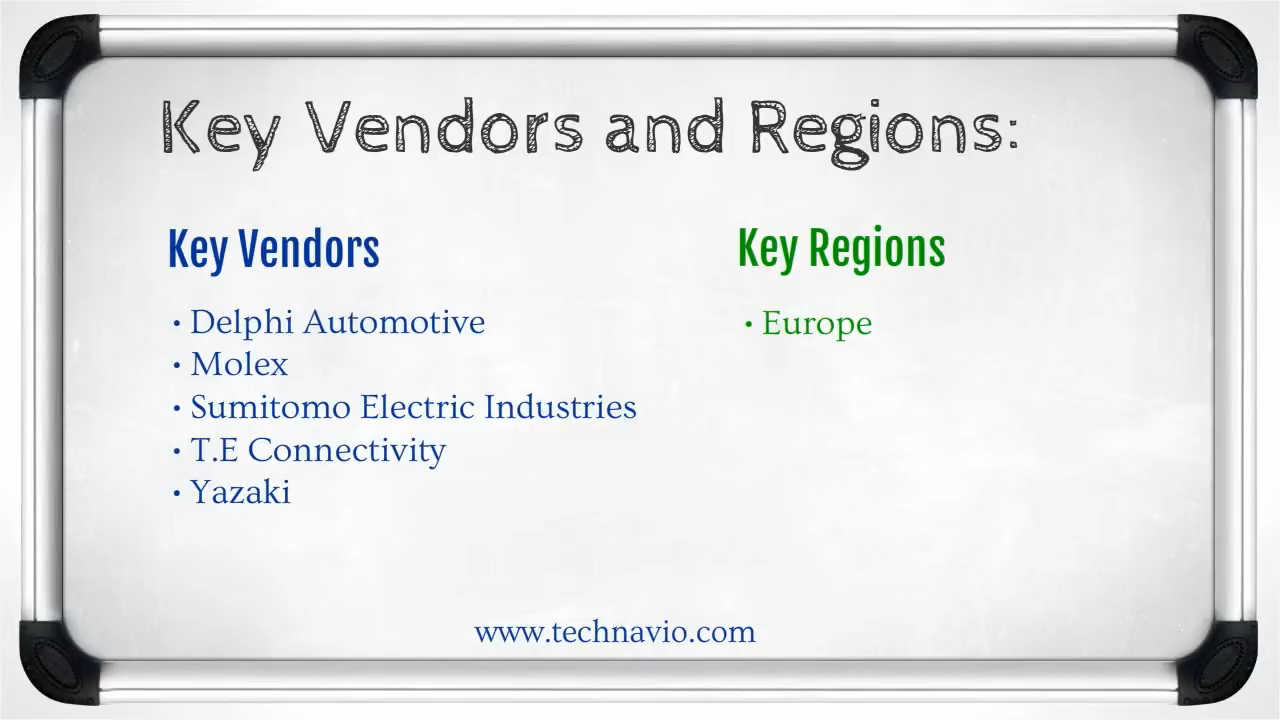 Key Vendors and Regions:
Key Vendors
• Delphi Automotive
• Molex
• Sumitomo Electric Industries
• T.E Connectivity
• Yazaki
Key Regions
• Europe
www.technavio.com